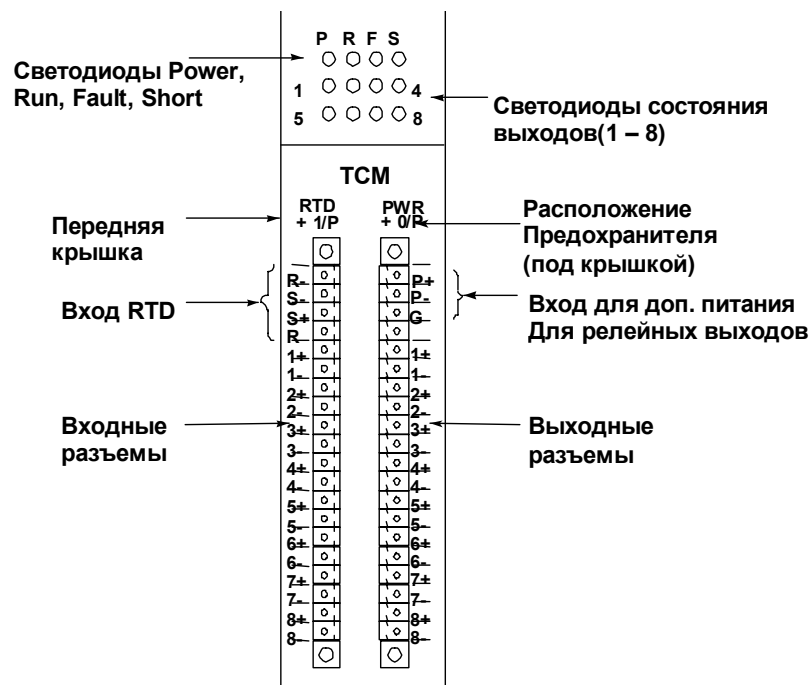 P R F S
Светодиоды Power,
Run, Fault, Short
1 4
5 8
Светодиоды состояния
выходов(1 – 8)
TCM
RTD
+ 1/P
PWR
+ 0/P
Передняя
крышка
Расположение
Предохранителя
(под крышкой)
Вход RTD
R-
S-
S+
R
P+
P-
G
Вход для доп. питания
Для релейных выходов
1+
1-
2+
2-
3+
3-
4+
4-
5+
5-
6+
6-
7+
7-
8+
8-
Входные
разъемы
1+
1-
2+
2-
3+
3-
4+
4-
5+
5-
6+
6-
7+
7-
8+
8-
Выходные
разъемы